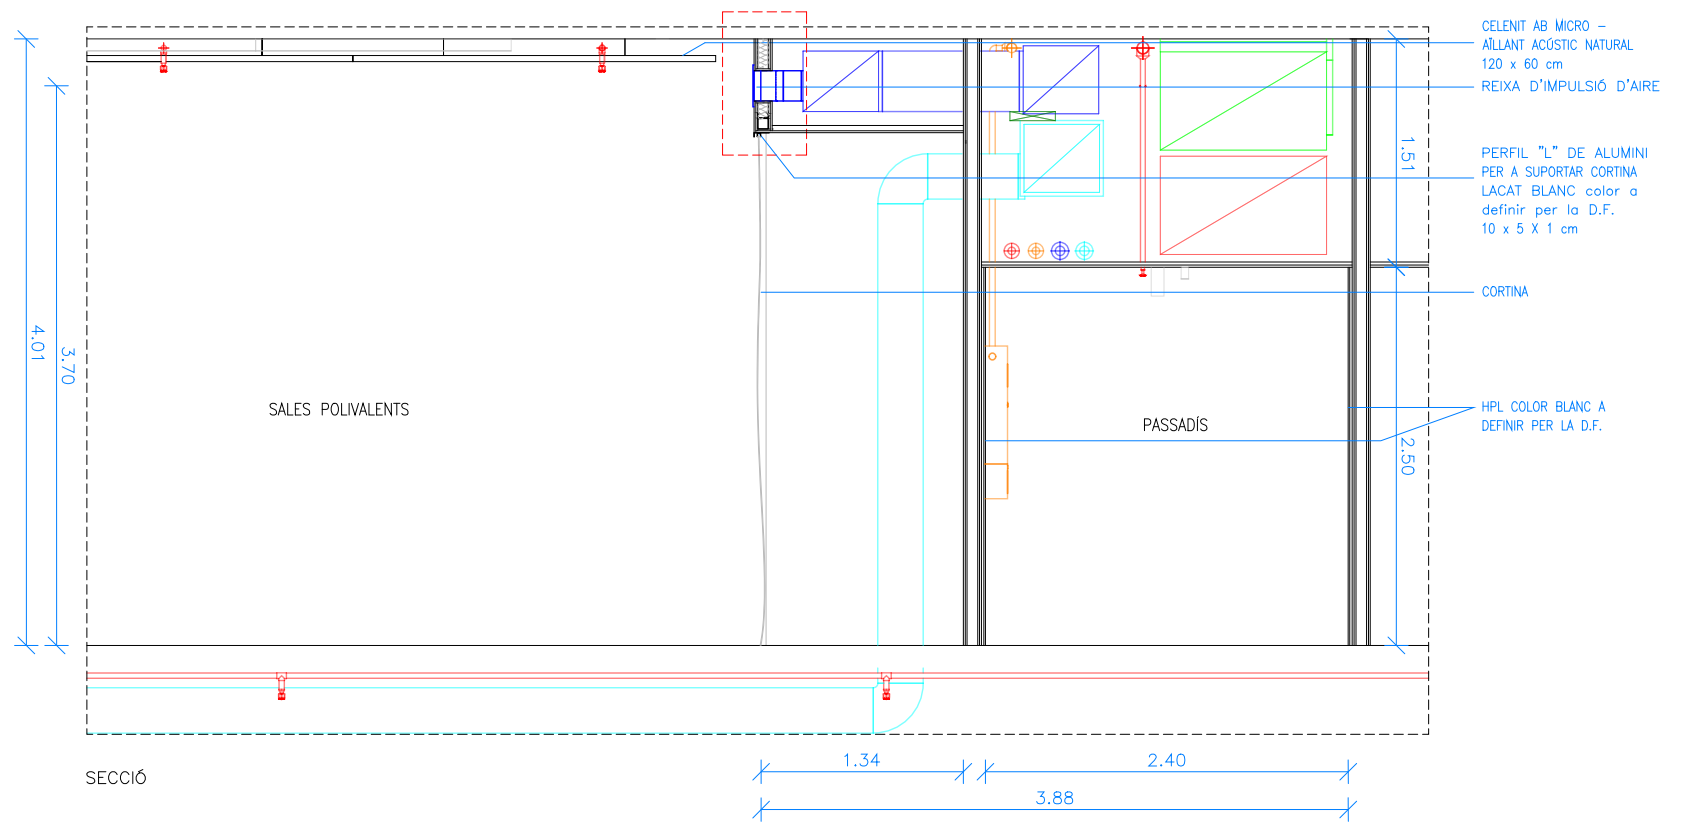 CELENIT AB MICRO -
AÏLLANT ACÚSTIC NATURAL
120 x 60 cm
REIXA D'IMPULSIÓ D'AIRE
PERFIL "L" DE ALUMINI
PER A SUPORTAR CORTINA
LACAT BLANC color a
definir per la D.F.
10 x 5 X 1 cm
CORTINA
HPL COLOR BLANC A
DEFINIR PER LA D.F.
1.51
2.50
4.01
3.70
SALES POLIVALENTS
PASSADÍS
1.34
2.40
3.88
SECCIÓ